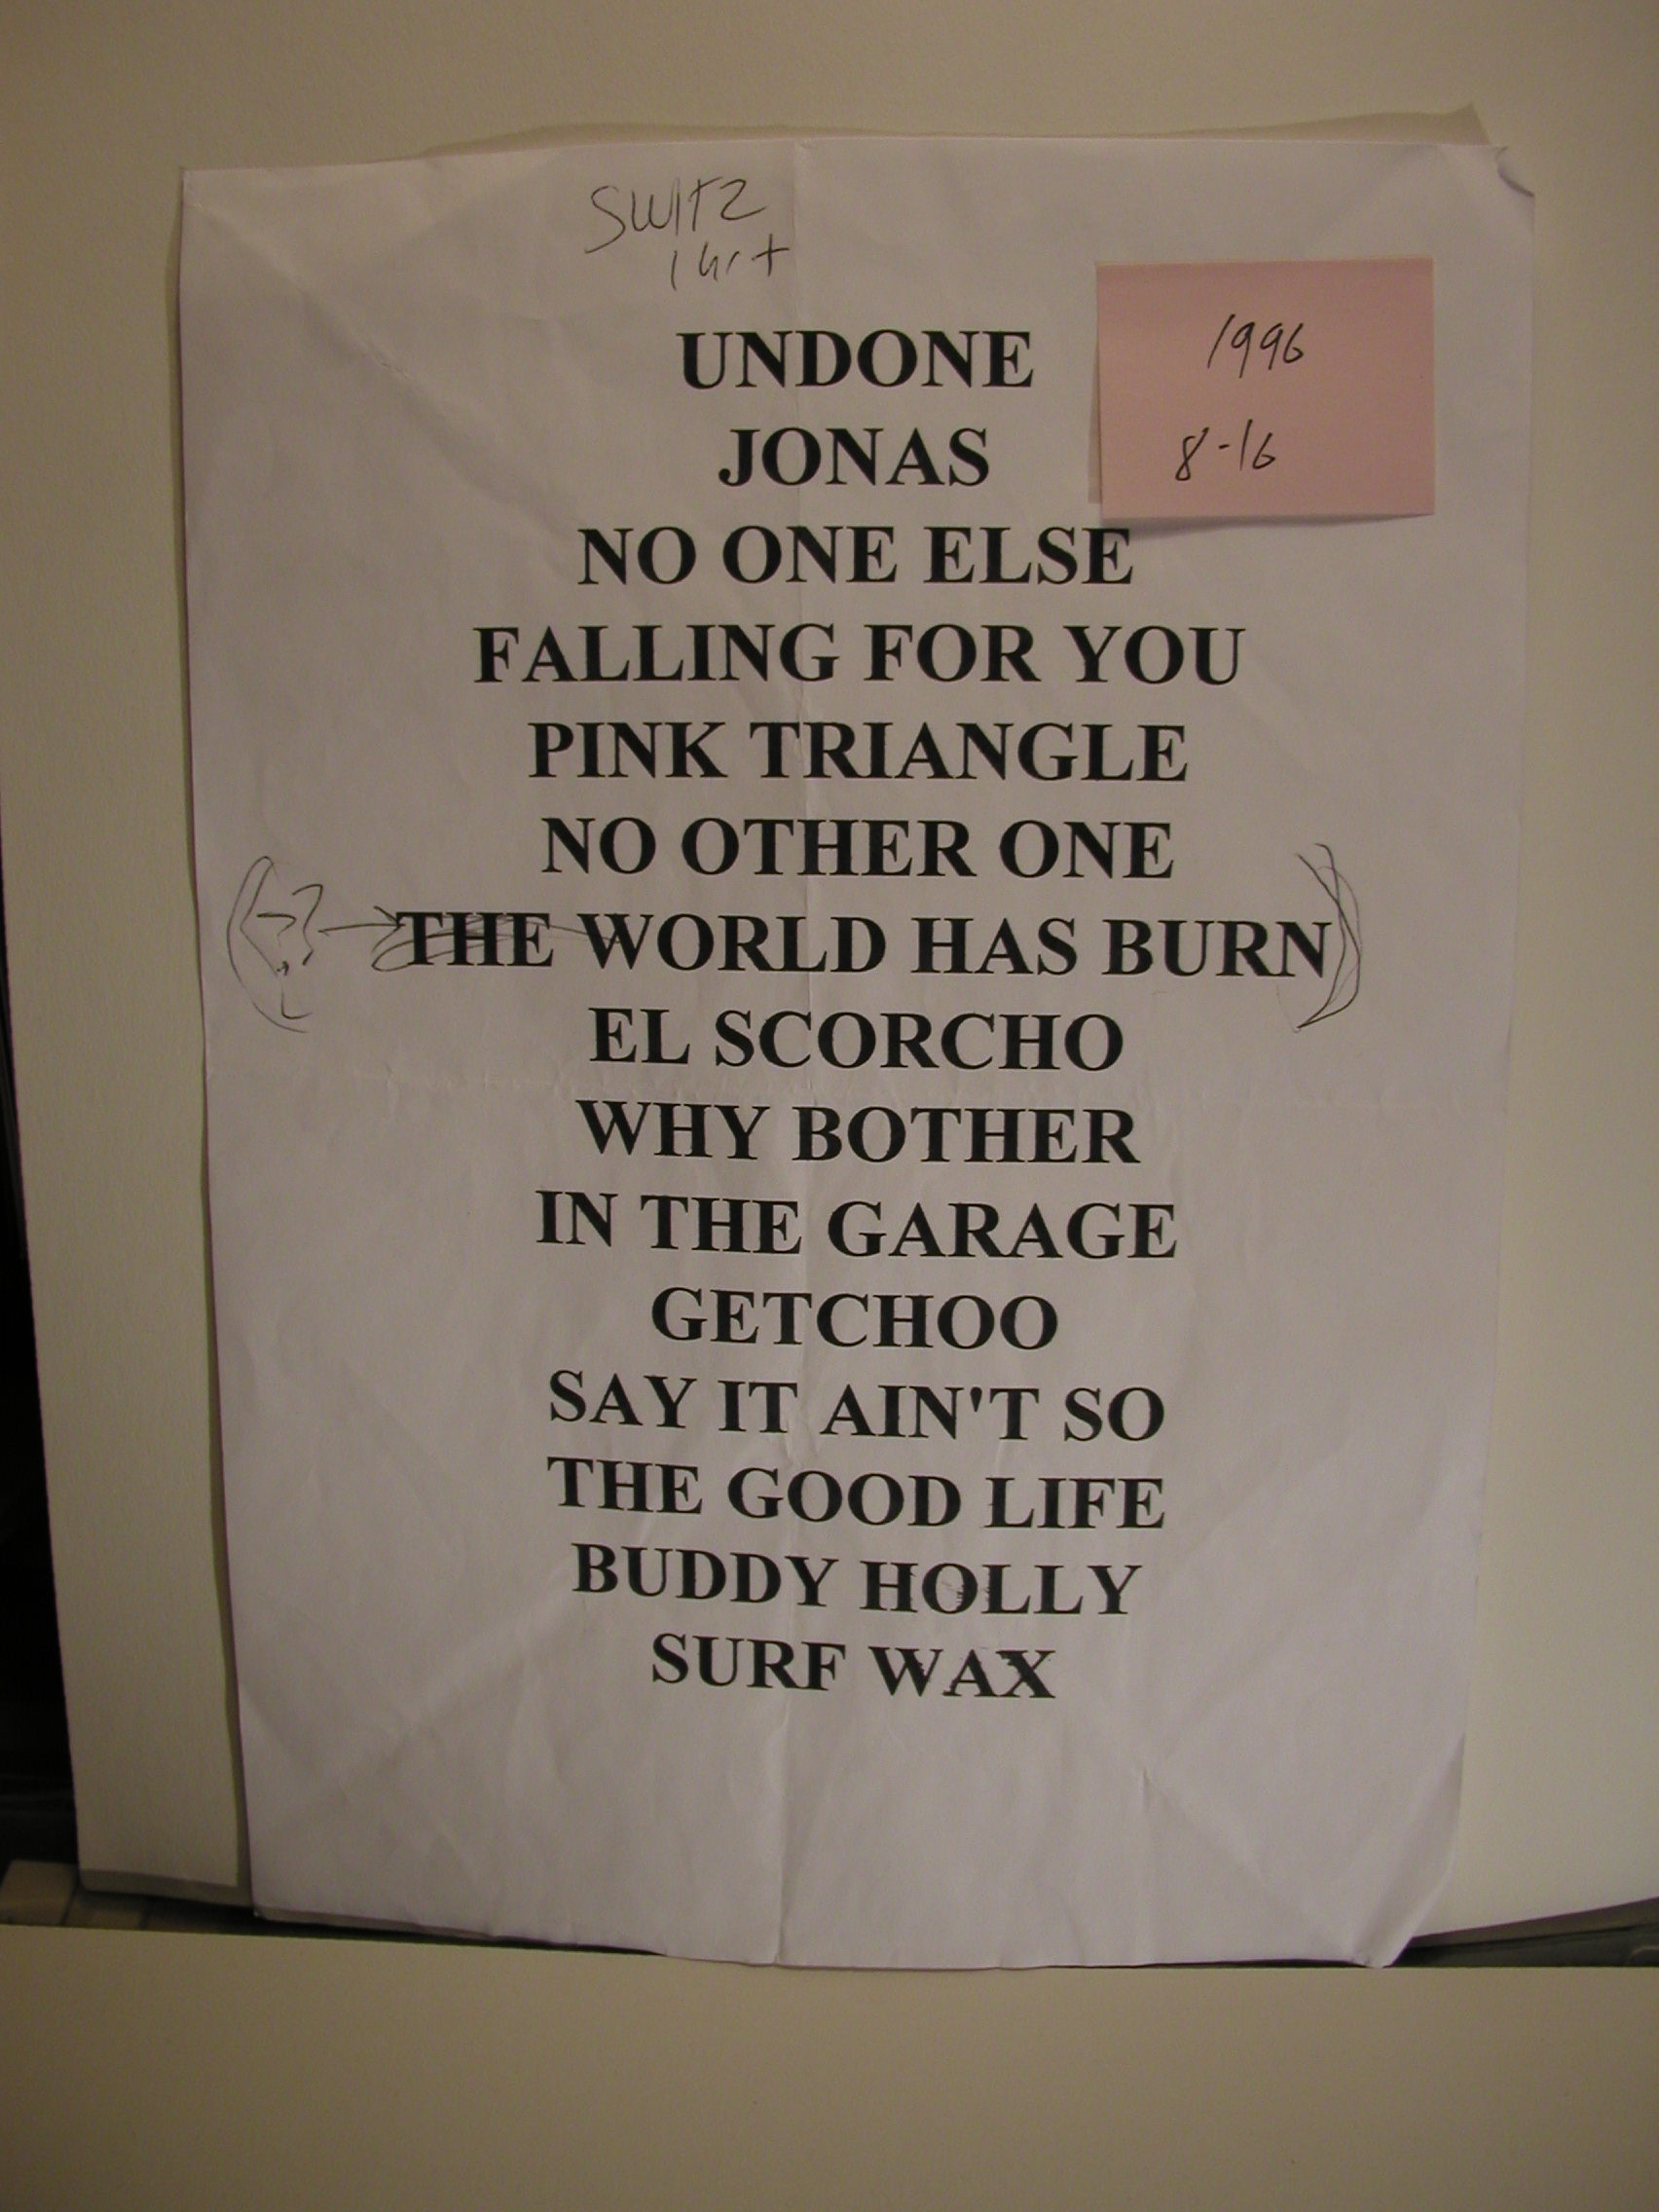 SWITZ
1 hr +
1996
8-16
UNDONE
JONAS
NO ONE ELSE
FALLING FOR YOU
PINK TRIANGLE
NO OTHER ONE
(?) → THE WORLD HAS BURN)
EL SCORCHO
WHY BOTHER
IN THE GARAGE
GETCHOO
SAY IT AIN'T SO
THE GOOD LIFE
BUDDY HOLLY
SURF WAX